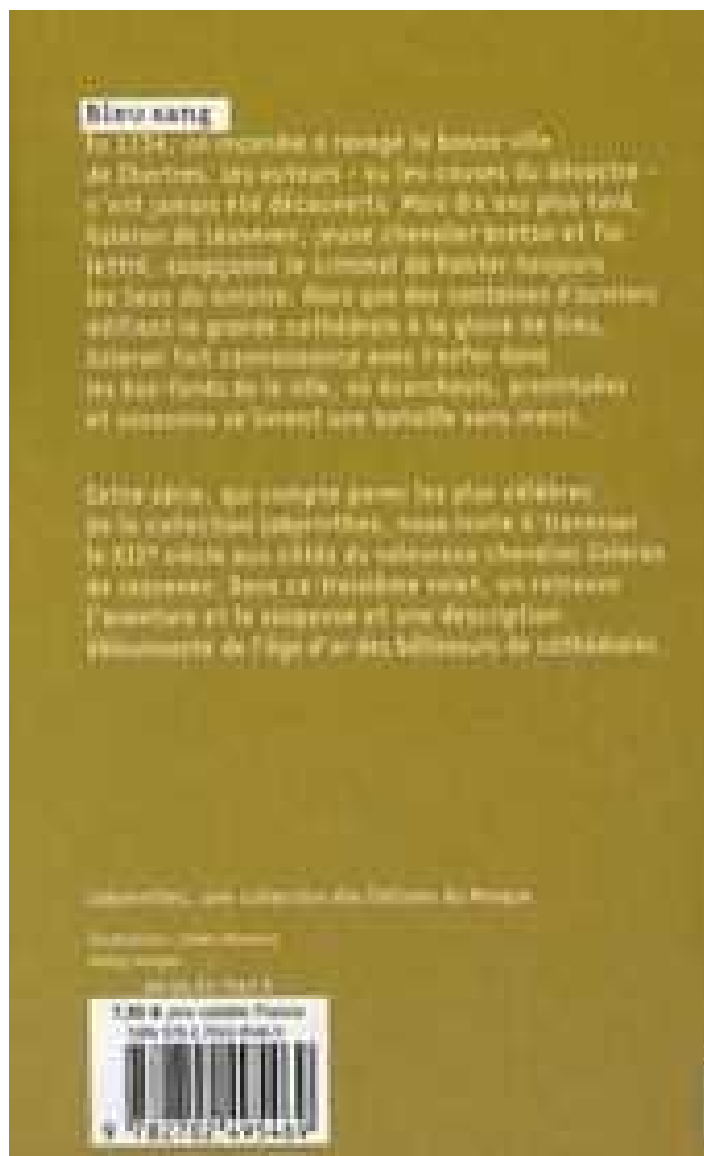 Bleu sang
En 1134, un incendie a ravagé la bonne ville
de Chartres. Les auteurs - ou les causes du désastre -
n'ont jamais été découverts. Mais dix ans plus tard,
Galeran de Lesneven, jeune chevalier breton et fin
lettré, soupçonne le criminel de hanter toujours
les lieux du sinistre. Alors que des centaines d'ouvriers
édifient la grande cathédrale à la gloire de Dieu,
Galeran fait connaissance avec l'enfer dans
les bas-fonds de la ville, où écorcheurs, prostituées
et assassins se livrent une bataille sans merci.
Cette série, qui compte parmi les plus célèbres
de la collection Labyrinthes, nous invite à traverser
le XIIe siècle aux côtés du valeureux chevalier Galeran
de Lesneven. Dans ce troisième volet, on retrouve
l'aventure et le suspense et une description
de l'âge d'or des bâtisseurs de cathédrales.
Labyrinthes, une collection des Éditions du Masque
prix valable France